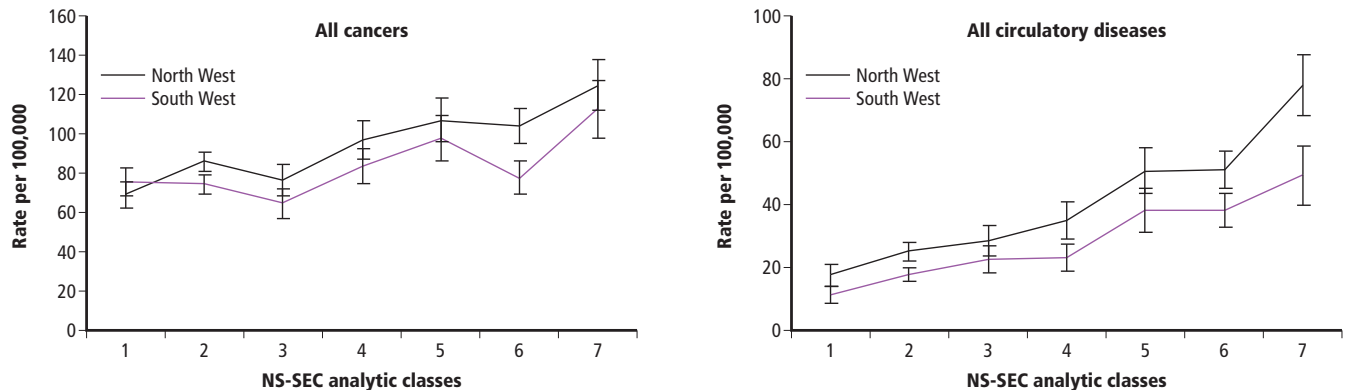 All cancers
North West
South West
Rate per 100,000
160
140
120
100
80
60
40
20
0
1 2 3 4 5 6 7
NS-SEC analytic classes
All circulatory diseases
North West
South West
Rate per 100,000
100
80
60
40
20
0
1 2 3 4 5 6 7
NS-SEC analytic classes